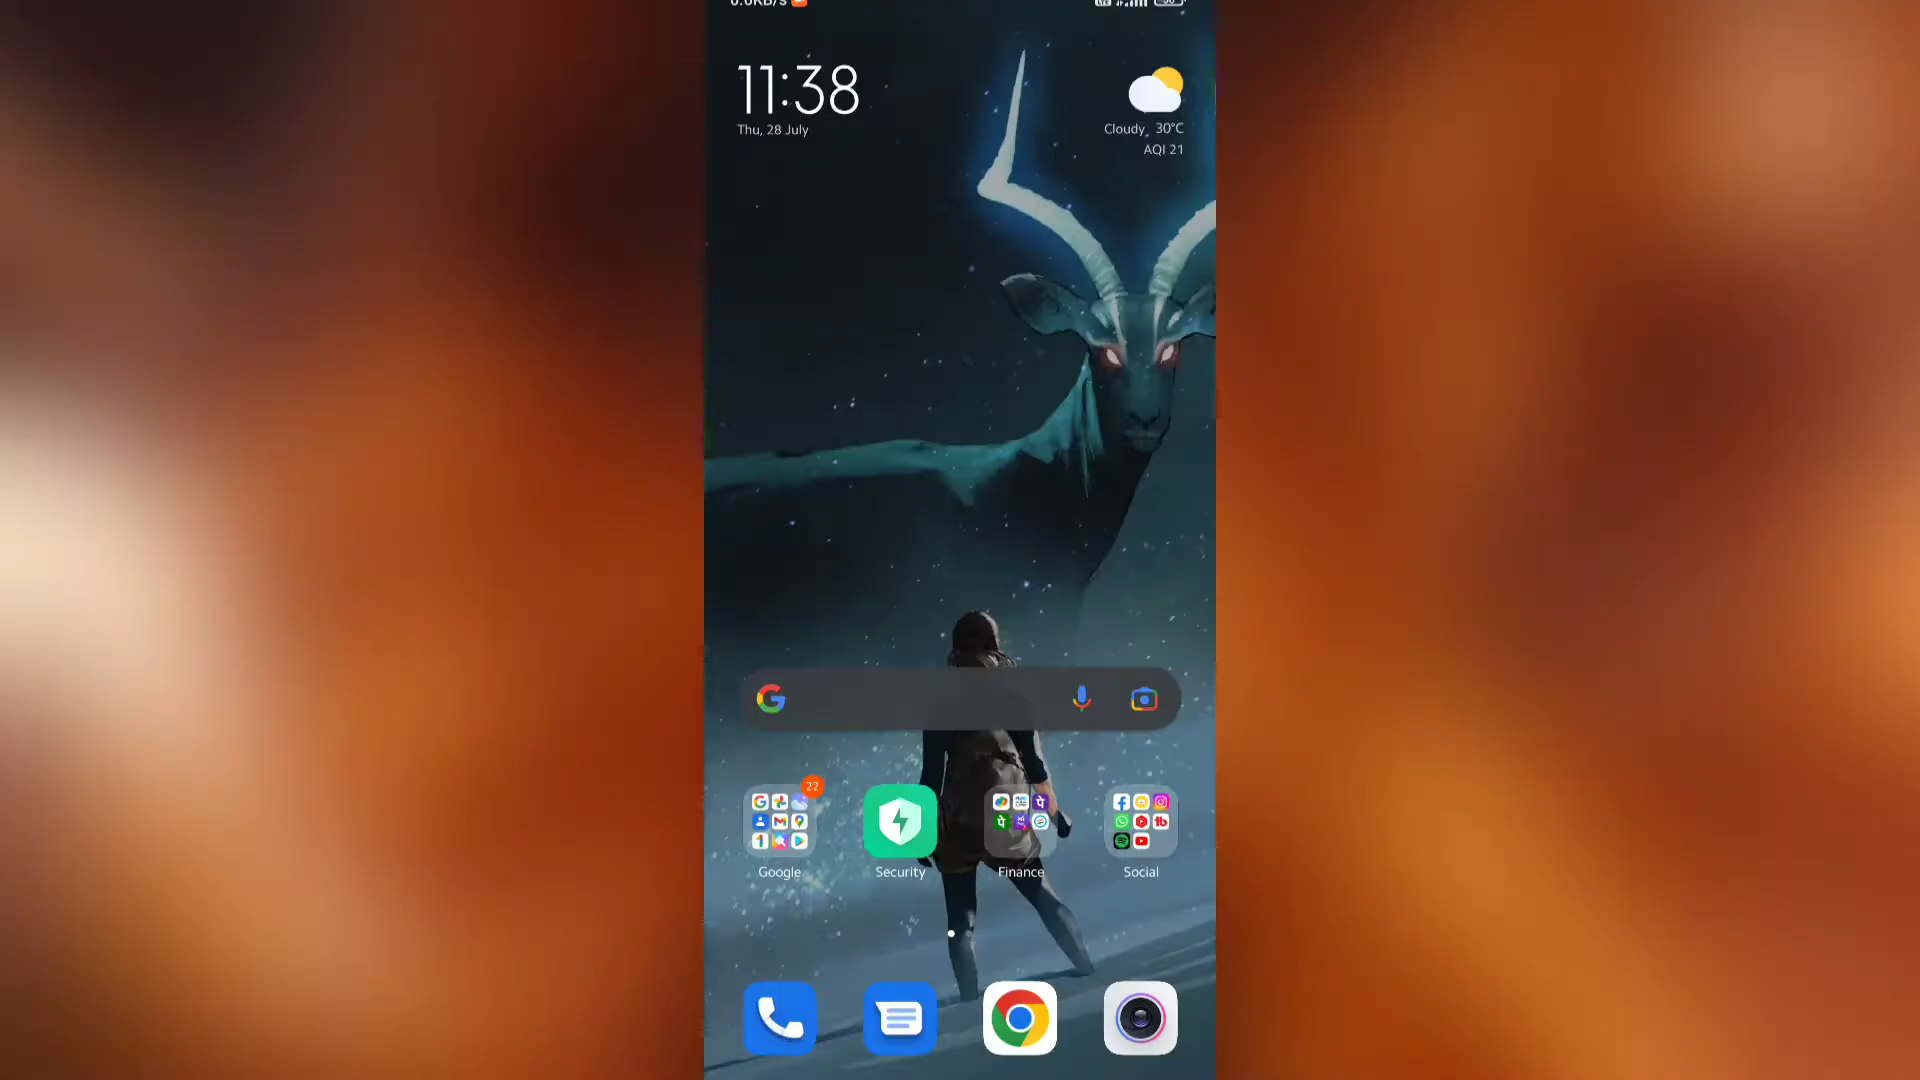 11:38
Thu, 28 July
Cloudy 30°C
AQI 21
22
Google
Security
Finance
Social